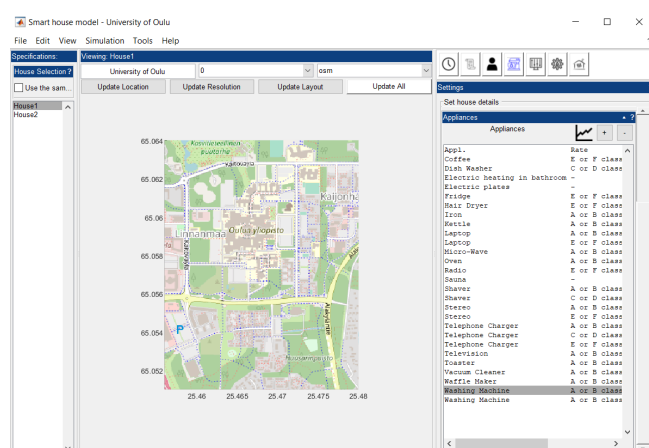 Smart house model - University of Oulu
File Edit View Simulation Tools Help
Specifications:
House Selection ?
Use the sam...
House1
House2
Viewing: House1
University of Oulu 0 osm
Update Location Update Resolution Update Layout Update All
65.064
65.062
65.06
65.058
65.056
65.054
65.052
25.46 25.465 25.47 25.475 25.48
Kasvitieteellinen
puutarha
Kaitoväylä
Kaijonha
Linnanmaa
Oulua yliopisto
Alakyläntie
P
Settings
Set house details
Appliances ?
Appliances + -
Appl. Rate
Coffee E or F class
Dish Washer C or D class
Electric heating in bathroom -
Electric plates -
Fridge E or F class
Hair Dryer E or F class
Iron A or B class
Kettle A or B class
Laptop A or B class
Laptop E or F class
Micro-Wave A or B class
Oven A or B class
Radio E or F class
Sauna -
Shaver A or B class
Shaver C or D class
Stereo A or B class
Stereo E or F class
Telephone Charger A or B class
Telephone Charger C or D class
Telephone Charger E or F class
Television A or B class
Toaster A or B class
Vacuum Cleaner A or B class
Waffle Maker A or B class
Washing Machine A or B class
Washing Machine A or B class